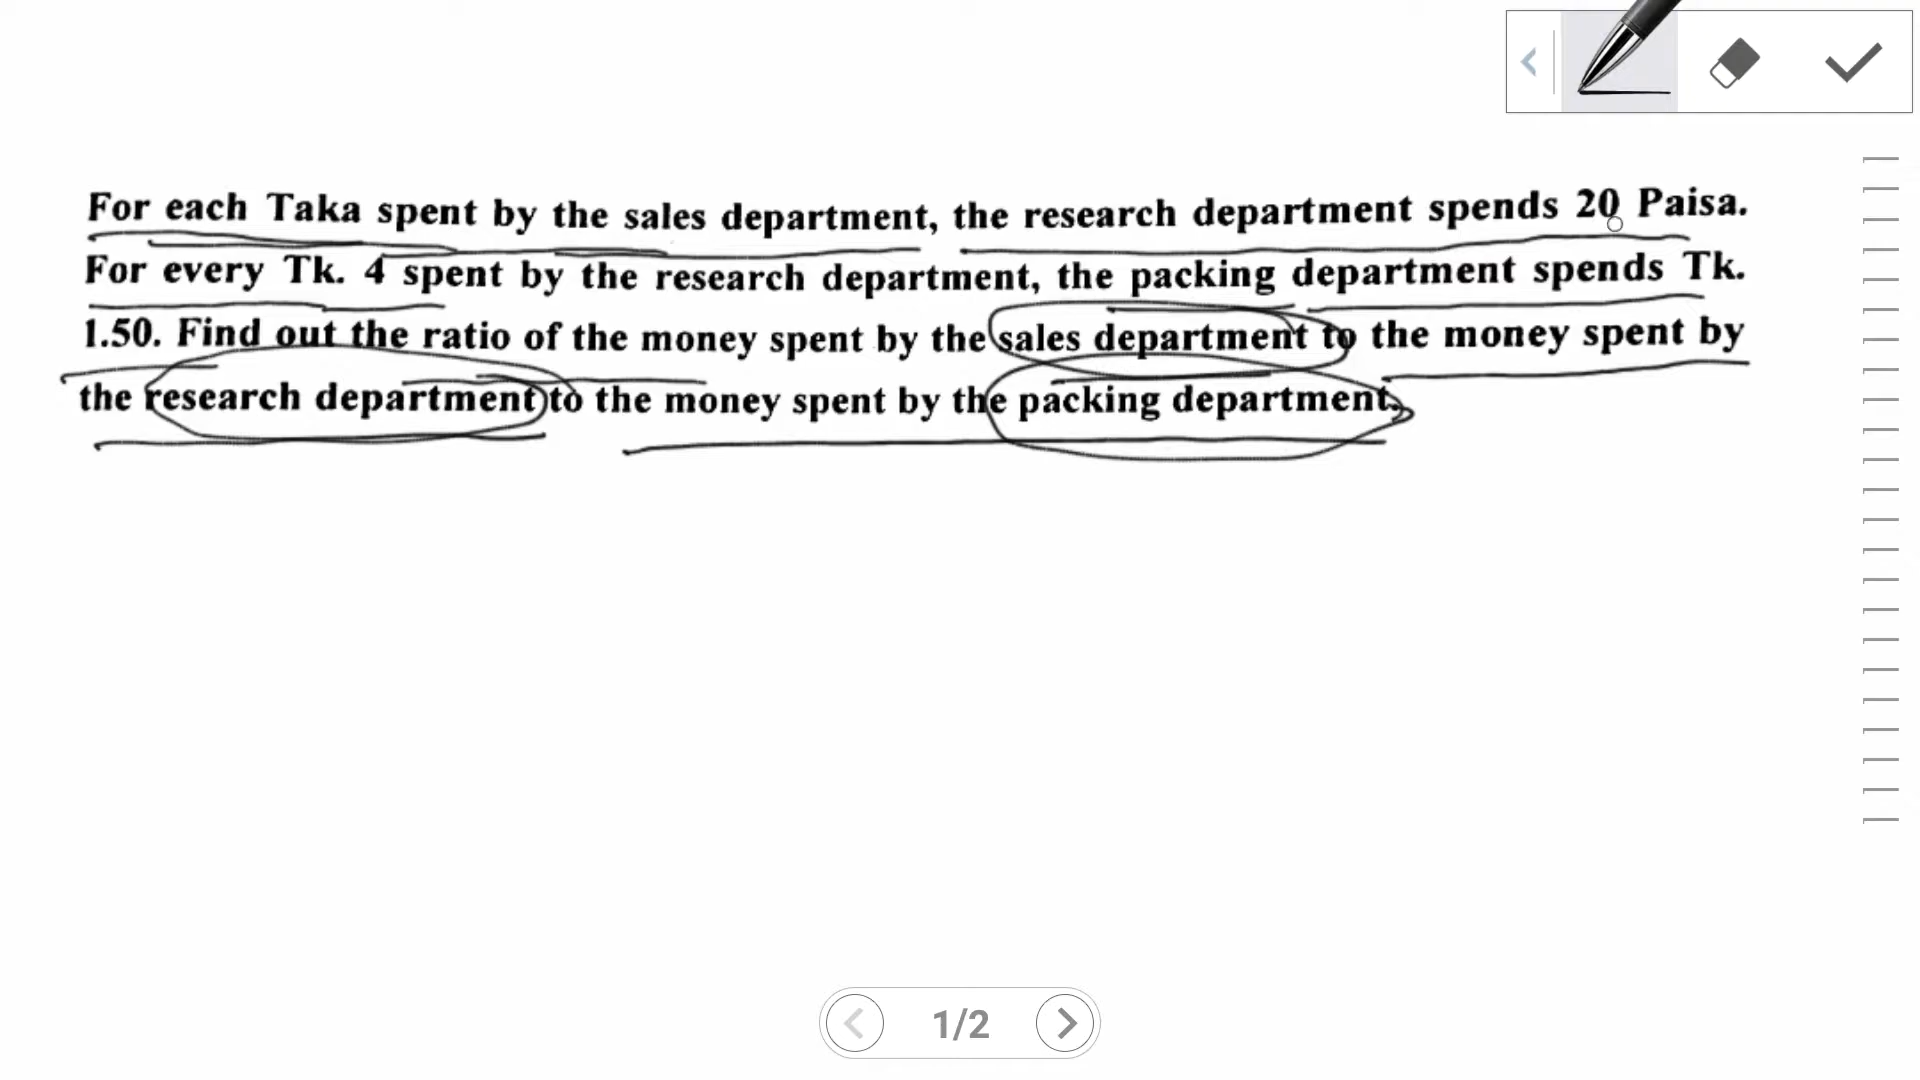 For each Taka spent by the sales department, the research department spends 20 Paisa.
For every Tk. 4 spent by the research department, the packing department spends Tk.
1.50. Find out the ratio of the money spent by the sales department to the money spent by
the research department to the money spent by the packing department.
1/2